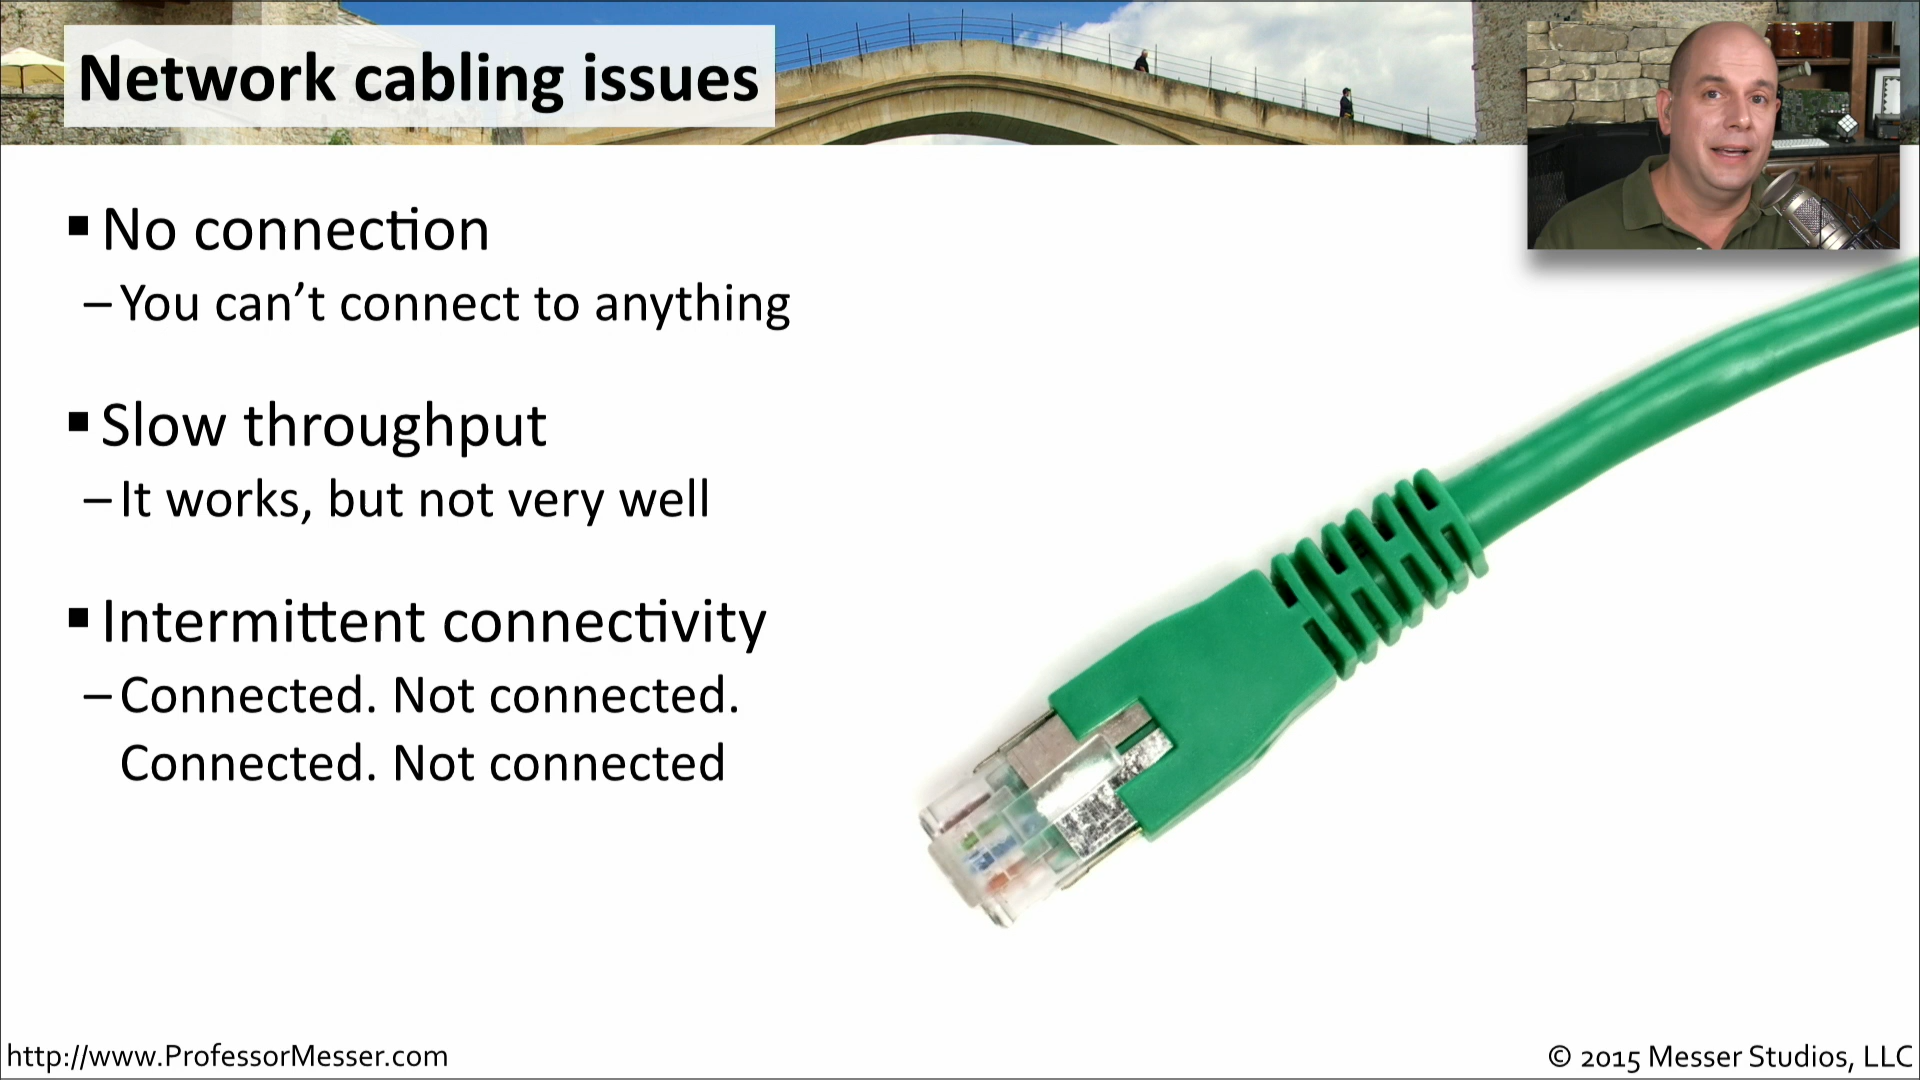 Network cabling issues
▪ No connection
– You can’t connect to anything
▪ Slow throughput
– It works, but not very well
▪ Intermittent connectivity
– Connected. Not connected.
Connected. Not connected
http://www.ProfessorMesser.com
© 2015 Messer Studios, LLC